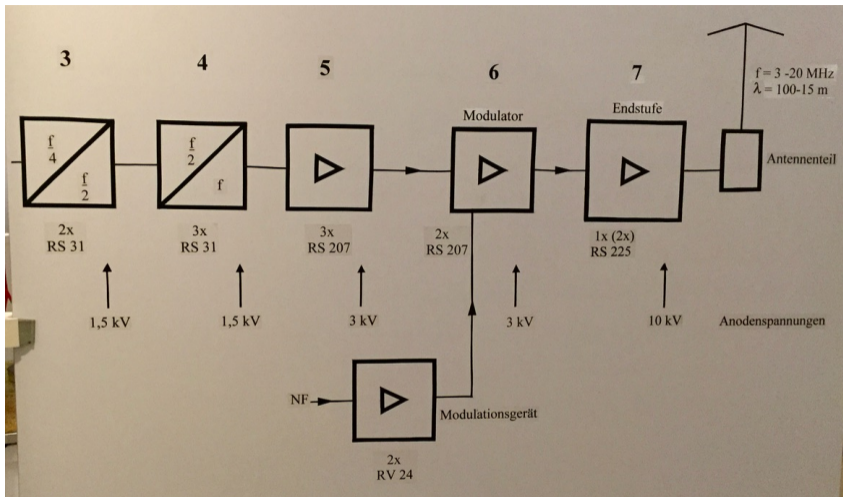 3
4
5
6
7
f = 3 -20 MHz
λ = 100-15 m
Modulator
Endstufe
f
4
f
2
f
2
f
Antennenteil
2x
RS 31
3x
RS 31
3x
RS 207
2x
RS 207
1x (2x)
RS 225
1,5 kV
1,5 kV
3 kV
3 kV
10 kV
Anodenspannungen
NF
Modulationsgerät
2x
RV 24